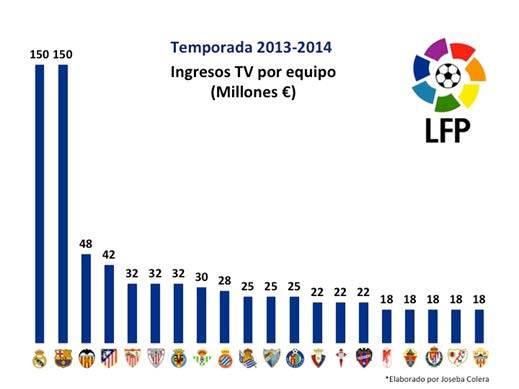 Temporada 2013-2014
Ingresos TV por equipo
(Millones €)
LFP
150 150
48
42
32 32 32
30
28
25 25 25
22 22 22
18 18 18 18 18
*Elaborado por Joseba Colera